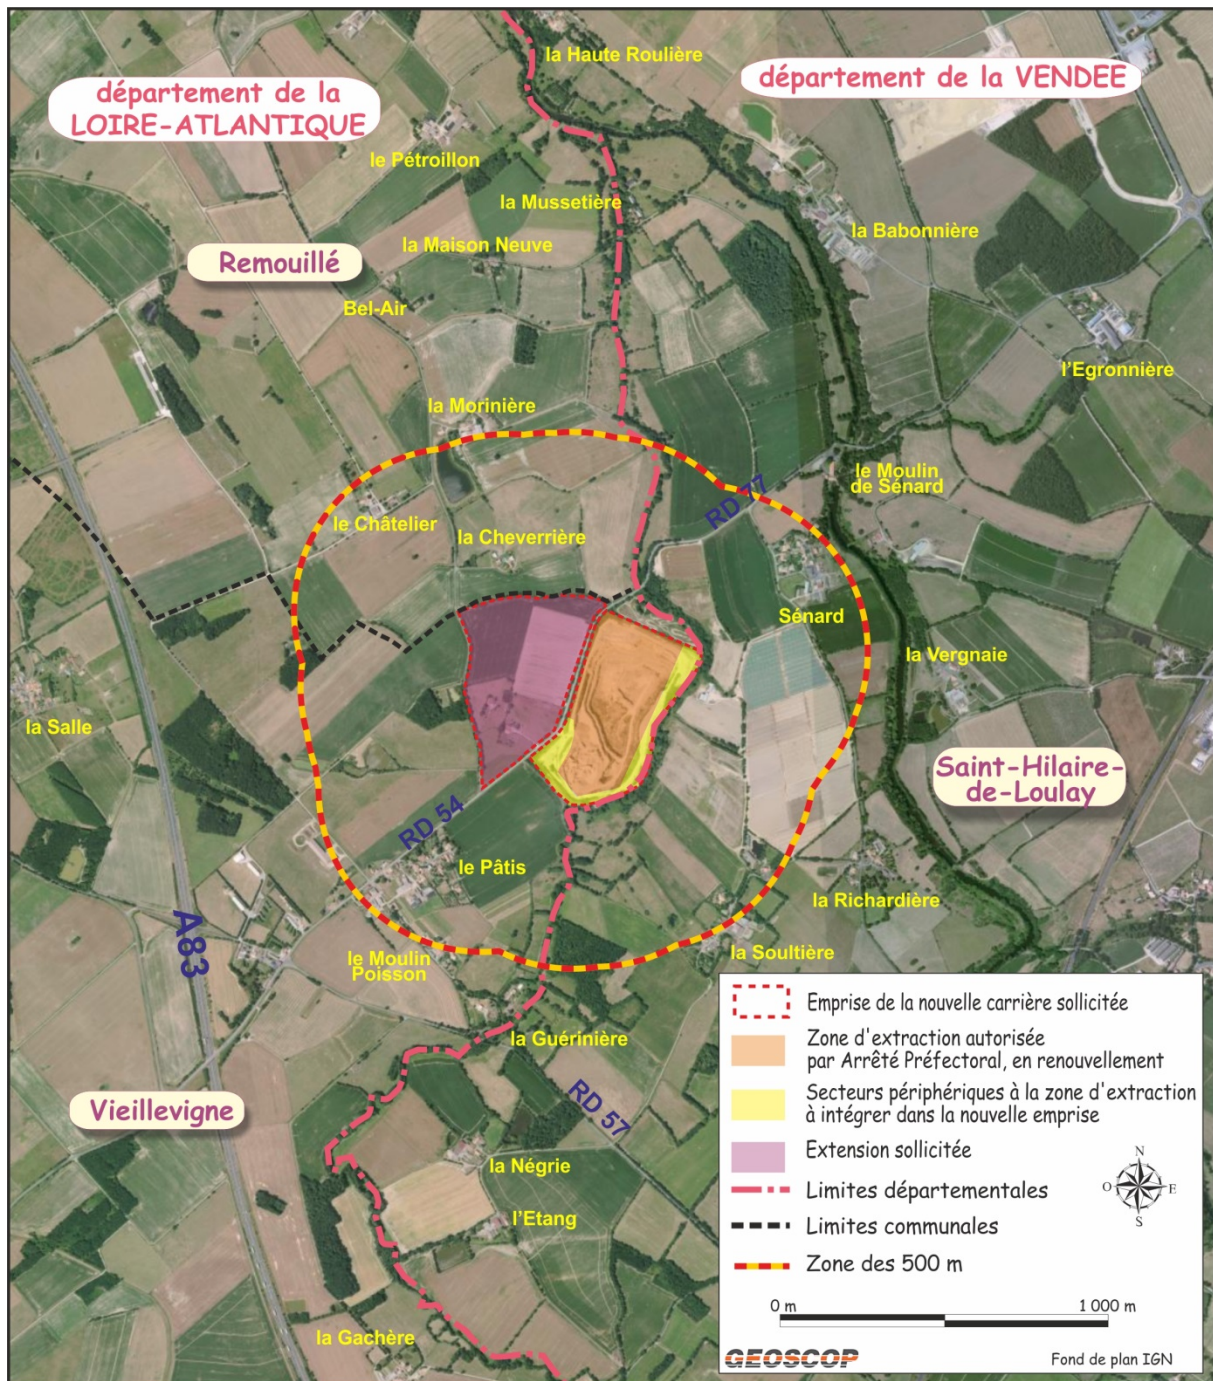 la Haute Roulière
département de la
LOIRE-ATLANTIQUE
département de la VENDEE
le Pétroillon
la Mussetière
la Babonnière
la Maison Neuve
Remouillé
Bel-Air
l'Egronnière
la Morinière
le Moulin
de Sénard
RD 77
le Châtelier
la Cheverrière
Sénard
la Vergnaie
la Salle
Saint-Hilaire-
de-Loulay
RD 54
le Pâtis
la Richardière
A83
le Moulin
Poisson
la Soultière
la Guérinière
Vieillevigne
RD 57
la Négrie
l'Etang
la Gachère
Emprise de la nouvelle carrière sollicitée
Zone d'extraction autorisée
par Arrêté Préfectoral, en renouvellement
Secteurs périphériques à la zone d'extraction
à intégrer dans la nouvelle emprise
Extension sollicitée
N
O
E
S
Limites départementales
Limites communales
Zone des 500 m
0 m
1 000 m
GEOSCOP
Fond de plan IGN